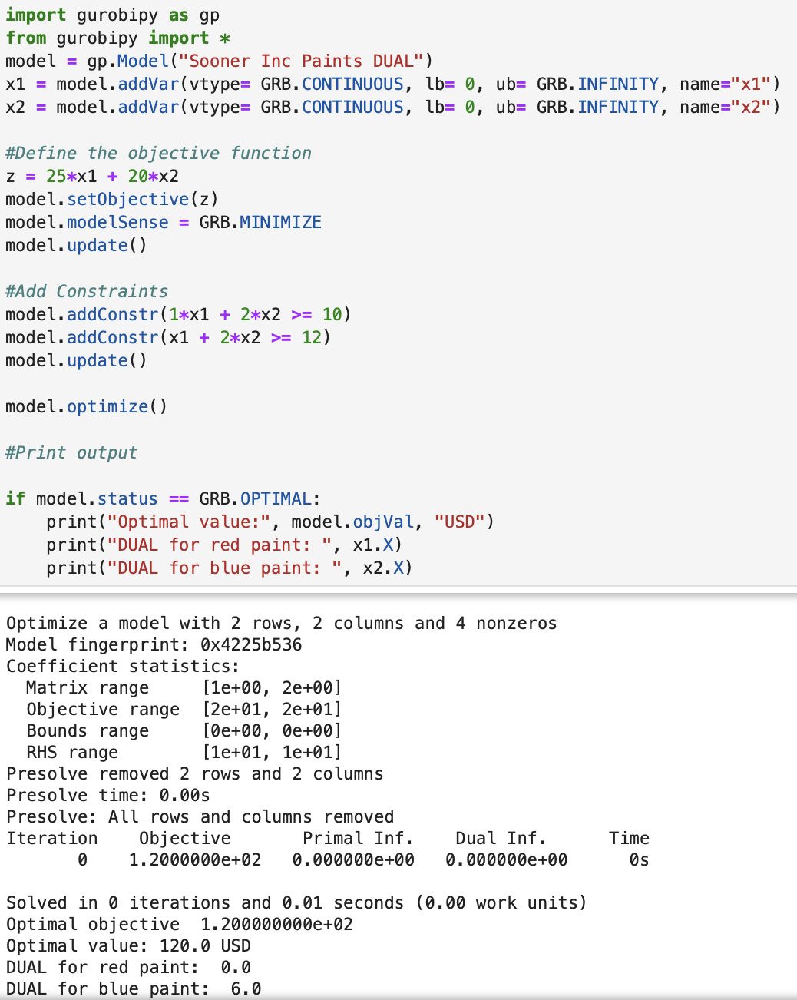 import gurobipy as gp
from gurobipy import *
model = gp.Model("Sooner Inc Paints DUAL")
x1 = model.addVar(vtype= GRB.CONTINUOUS, lb= 0, ub= GRB.INFINITY, name="x1")
x2 = model.addVar(vtype= GRB.CONTINUOUS, lb= 0, ub= GRB.INFINITY, name="x2")

#Define the objective function
z = 25*x1 + 20*x2
model.setObjective(z)
model.modelSense = GRB.MINIMIZE
model.update()

#Add Constraints
model.addConstr(1*x1 + 2*x2 >= 10)
model.addConstr(x1 + 2*x2 >= 12)
model.update()

model.optimize()

#Print output

if model.status == GRB.OPTIMAL:
    print("Optimal value:", model.objVal, "USD")
    print("DUAL for red paint: ", x1.X)
    print("DUAL for blue paint: ", x2.X)

Optimize a model with 2 rows, 2 columns and 4 nonzeros
Model fingerprint: 0x4225b536
Coefficient statistics:
  Matrix range     [1e+00, 2e+00]
  Objective range  [2e+01, 2e+01]
  Bounds range     [0e+00, 0e+00]
  RHS range        [1e+01, 1e+01]
Presolve removed 2 rows and 2 columns
Presolve time: 0.00s
Presolve: All rows and columns removed
Iteration    Objective       Primal Inf.    Dual Inf.      Time
       0    1.2000000e+02   0.000000e+00   0.000000e+00      0s

Solved in 0 iterations and 0.01 seconds (0.00 work units)
Optimal objective  1.200000000e+02
Optimal value: 120.0 USD
DUAL for red paint:  0.0
DUAL for blue paint:  6.0